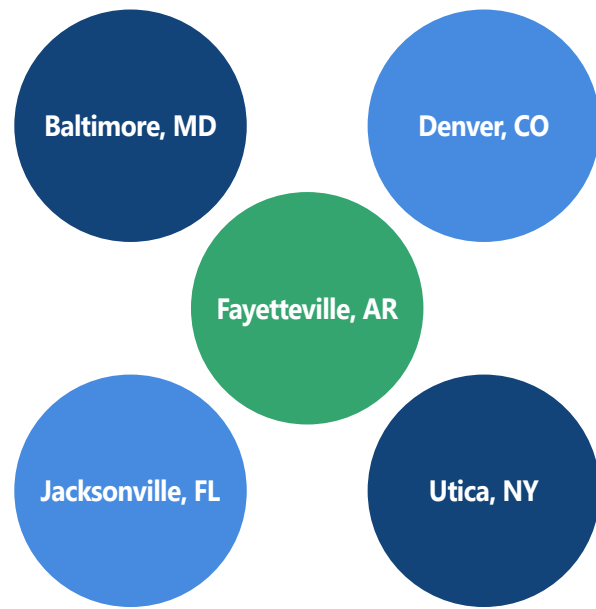 Baltimore, MD
Denver, CO
Fayetteville, AR
Jacksonville, FL
Utica, NY